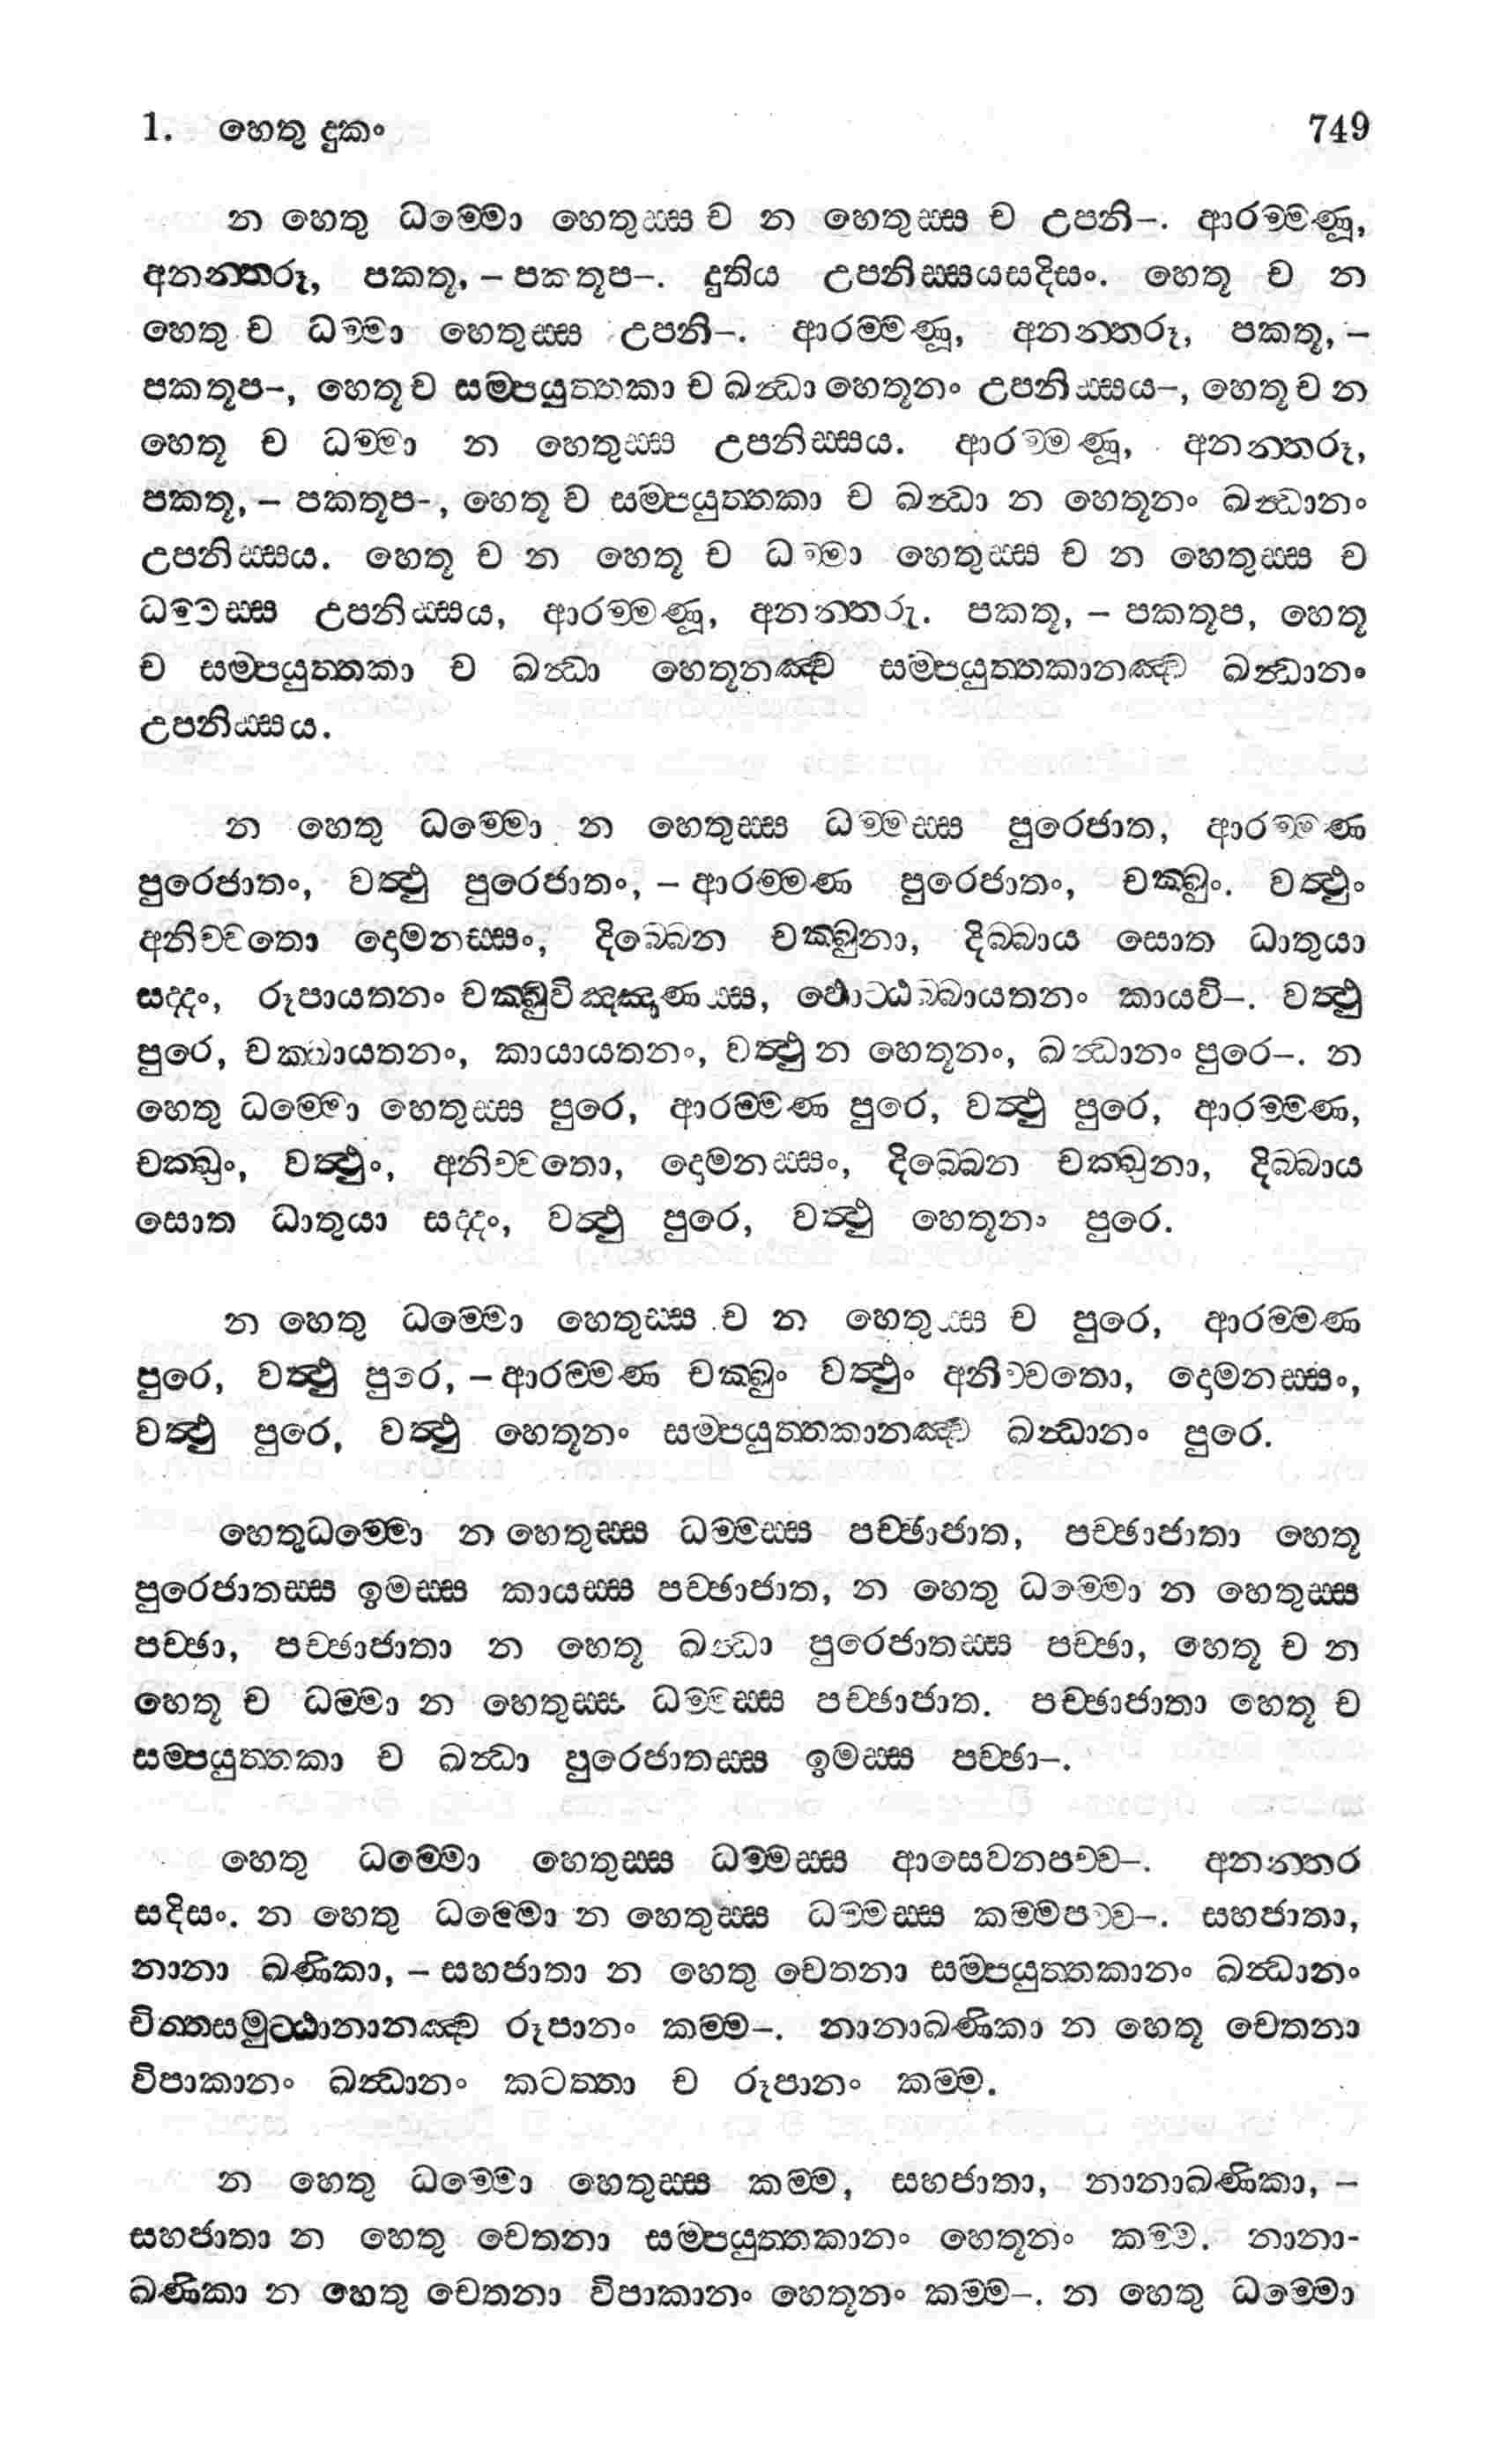 1. හෙතු දුකං 749
න හෙතු ධම්මො හෙතුස්ස ච න හෙතුස්ස ච උපනි–. ආරම්මණූ,
අනන්තරූ, පකතූ, – පකතූප–. දුතිය උපනිස්සයසදිසං. හෙතූ ච න
හෙතු ච ධම්මා හෙතුස්ස උපනි–. ආරම්මණූ, අනන්තරූ, පකතූ, –
පකතූප–, හෙතූ ච සම්පයුත්තකා ච ඛන්ධා හෙතූනං උපනිස්සය–, හෙතූ ච න
හෙතූ ච ධම්මා න හෙතුස්ස උපනිස්සය. ආරම්මණූ, අනන්තරූ,
පකතූ, – පකතූප-, හෙතූ ච සම්පයුත්තකා ච ඛන්ධා න හෙතූනං ඛන්ධානං
උපනිස්සය. හෙතූ ච න හෙතූ ච ධම්මා හෙතුස්ස ච න හෙතුස්ස ච
ධම්මස්ස උපනිස්සය, ආරම්මණූ, අනන්තරු. පකතූ, – පකතූප, හෙතූ
ච සම්පයුත්තකා ච ඛන්ධා හෙතූනඤ්ච සම්පයුත්තකානඤ්ච ඛන්ධානං
උපනිස්සය.
න හෙතු ධම්මො න හෙතුස්ස ධම්මස්ස පුරෙජාත, ආරම්මණ
පුරෙජාතං, වත්ථු පුරෙජාතං, – ආරම්මණ පුරෙජාතං, චක්ඛුං. වත්ථුං
අනිච්චතො දොමනස්සං, දිබ්බෙන චක්ඛුනා, දිබ්බාය සොත ධාතුයා
සද්දං, රූපායතනං චක්ඛුවිඤ්ඤාණස්ස, ඵොට්ඨබ්බායතනං කායවි–. වත්ථු
පුරෙ, චක්ඛායතනං, කායායතනං, වත්ථු න හෙතූනං, ඛන්ධානං පුරෙ–. න
හෙතු ධම්මො හෙතුස්ස පුරෙ, ආරම්මණ පුරෙ, වත්ථු පුරෙ, ආරම්මණ,
චක්ඛුං, වත්ථුං, අනිච්චතො, දොමනස්සං, දිබ්බෙන චක්ඛුනා, දිබ්බාය
සොත ධාතුයා සද්දං, වත්ථු පුරෙ, වත්ථු හෙතූනං පුරෙ.
න හෙතු ධම්මො හෙතුස්ස ච න හෙතුස්ස ච පුරෙ, ආරම්මණ
පුරෙ, වත්ථු පුරෙ, – ආරම්මණ චක්ඛුං වත්ථුං අනිච්චතො, දොමනස්සං,
වත්ථු පුරෙ, වත්ථු හෙතූනං සම්පයුත්තකානඤ්ච ඛන්ධානං පුරෙ.
හෙතුධම්මො න හෙතුස්ස ධම්මස්ස පච්ඡාජාත, පච්ඡාජාතා හෙතූ
පුරෙජාතස්ස ඉමස්ස කායස්ස පච්ඡාජාත, න හෙතු ධම්මො න හෙතුස්ස
පච්ඡා, පච්ඡාජාතා න හෙතූ ඛන්ධා පුරෙජාතස්ස පච්ඡා, හෙතූ ච න
හෙතූ ච ධම්මා න හෙතුස්ස ධම්මස්ස පච්ඡාජාත. පච්ඡාජාතා හෙතූ ච
සම්පයුත්තකා ච ඛන්ධා පුරෙජාතස්ස ඉමස්ස පච්ඡා–.
හෙතු ධම්මො හෙතුස්ස ධම්මස්ස ආසෙවනපච්ච–. අනන්තර
සදිසං. න හෙතු ධම්මො න හෙතුස්ස ධම්මස්ස කම්මපච්ච–. සහජාතා,
නානා ඛණිකා, – සහජාතා න හෙතු චෙතනා සම්පයුත්තකානං ඛන්ධානං
චිත්තසමුට්ඨානානඤ්ච රූපානං කම්ම–. නානාඛණිකා න හෙතූ චෙතනා
විපාකානං ඛන්ධානං කටත්තා ච රූපානං කම්ම.
න හෙතු ධම්මො හෙතුස්ස කම්ම, සහජාතා, නානාඛණිකා, –
සහජාතා න හෙතු චෙතනා සම්පයුත්තකානං හෙතූනං කම්ම. නානා-
ඛණිකා න හෙතු චෙතනා විපාකානං හෙතූනං කම්ම–. න හෙතු ධම්මො